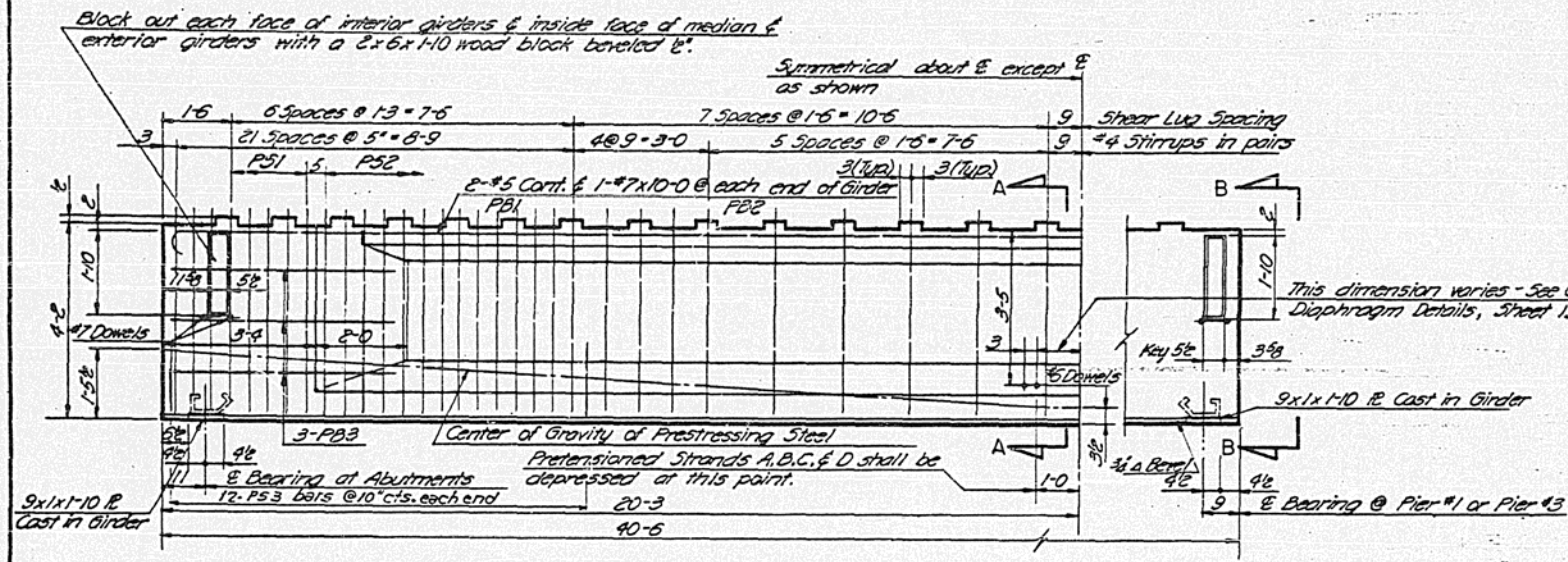 Block out each face of interior girders & inside face of median &
exterior girders with a 2x6x1-10 wood block beveled ½".
Symmetrical about ℄ except ℄
as shown
1-6
6 Spaces @ 1-3 = 7-6
7 Spaces @ 1-6 = 10-6
9
Shear Lug Spacing
3
21 Spaces @ 5" = 8-9
4@9 = 3-0
5 Spaces @ 1-6 = 7-6
9
#4 Stirrups in pairs
PS1
5
PS2
3(Typ.)
3(Typ.)
A
B
2-#5 Cont. & 1-#7x10-0 @ each end of Girder
PB1
PB2
2
2
2
1-10
4-2
1-10
11⅝
5½
3-5
This dimension varies - See
Diaphragm Details, Sheet
#7 Dowels
3-4
2-0
3
Key 5½
3⅝
#6 Dowels
1-5½
9x1x1-10 ℞ Cast in Girder
5½
3-PB3
Center of Gravity of Prestressing Steel
A
3½
B
4½
4½
Pretensioned Strands A,B,C, & D shall be
depressed at this point.
¾" Δ Bevel
4½
4½
11
℄ Bearing at Abutments
1-0
9
℄ Bearing @ Pier #1 or Pier #3
9x1x1-10 ℞
Cast in Girder
12-PS3 bars @10" cts. each end
20-3
40-6